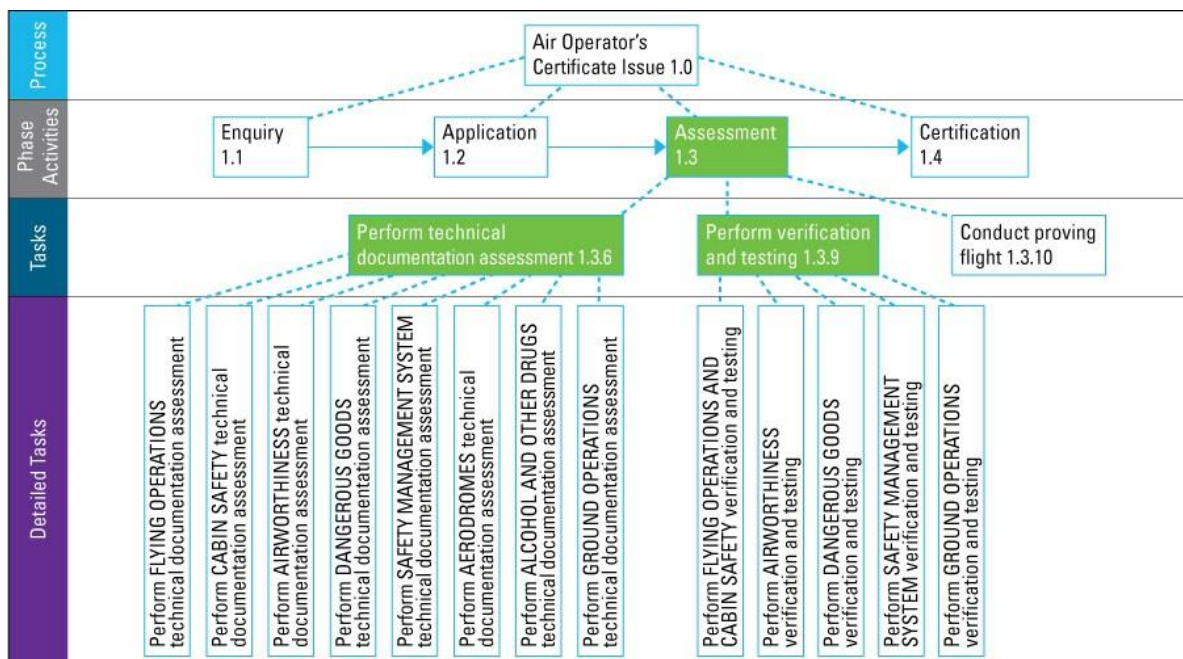 Process
Air Operator's
Certificate Issue 1.0
Phase
Activities
Enquiry
1.1
Application
1.2
Assessment
1.3
Certification
1.4
Tasks
Perform technical
documentation assessment 1.3.6
Perform verification
and testing 1.3.9
Conduct proving
flight 1.3.10
Detailed Tasks
Perform FLYING OPERATIONS
technical documentation assessment
Perform CABIN SAFETY technical
documentation assessment
Perform AIRWORTHINESS technical
documentation assessment
Perform DANGEROUS GOODS
technical documentation assessment
Perform SAFETY MANAGEMENT SYSTEM
technical documentation assessment
Perform AERODROMES technical
documentation assessment
Perform ALCOHOL AND OTHER DRUGS
technical documentation assessment
Perform GROUND OPERATIONS
technical documentation assessment
Perform FLYING OPERATIONS AND
CABIN SAFETY verification and testing
Perform AIRWORTHINESS
verification and testing
Perform DANGEROUS GOODS
verification and testing
Perform SAFETY MANAGEMENT
SYSTEM verification and testing
Perform GROUND OPERATIONS
verification and testing